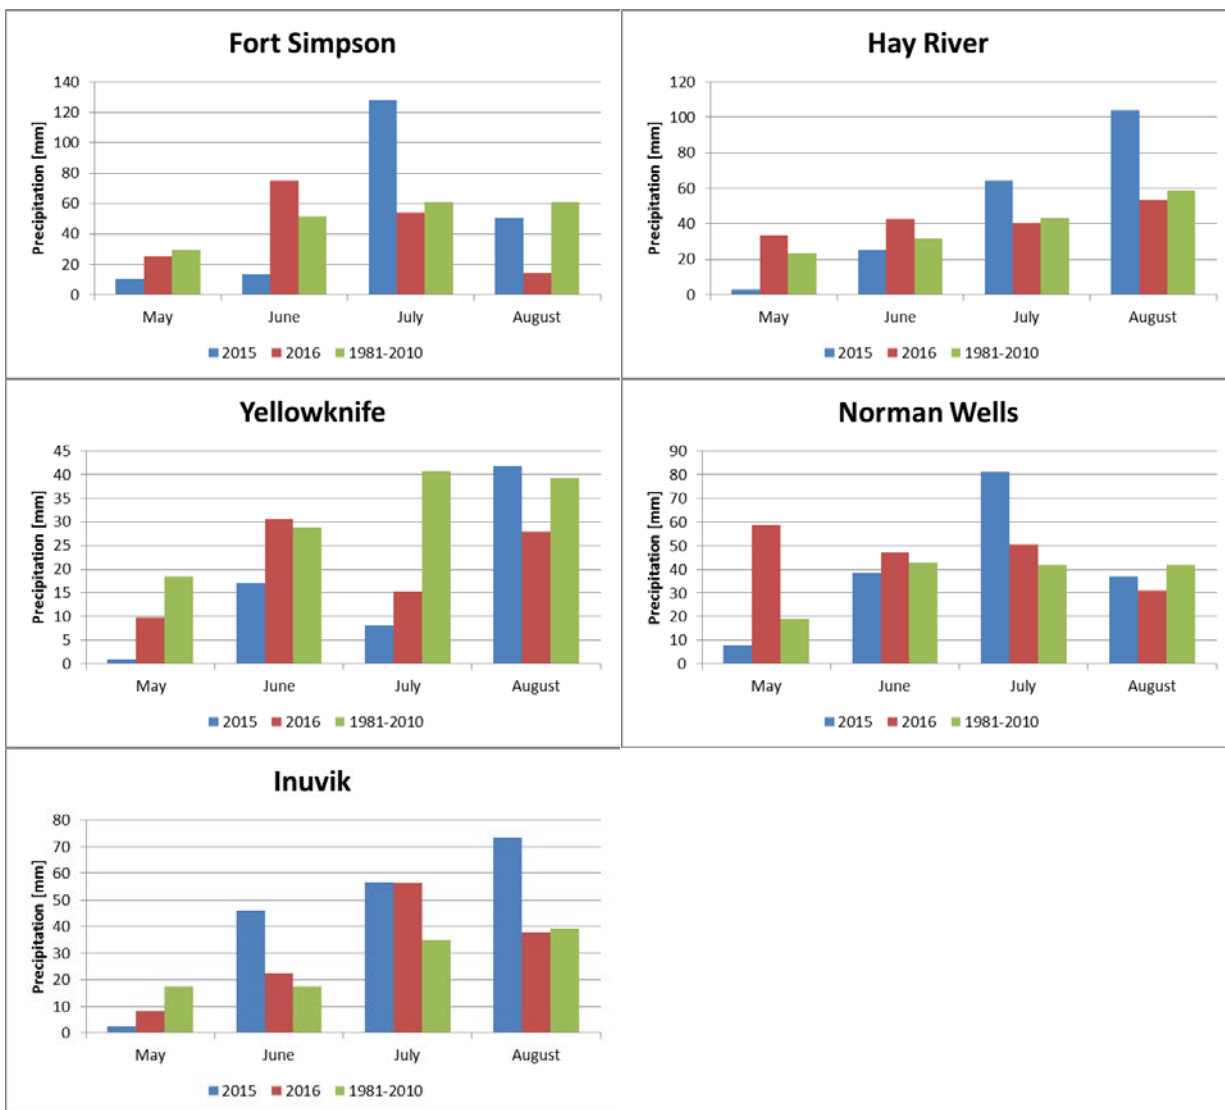 Fort Simpson
Precipitation [mm]
140
120
100
80
60
40
20
0
May June July August
2015 2016 1981-2010
Hay River
Precipitation [mm]
120
100
80
60
40
20
0
May June July August
2015 2016 1981-2010
Yellowknife
Precipitation [mm]
45
40
35
30
25
20
15
10
5
0
May June July August
2015 2016 1981-2010
Norman Wells
Precipitation [mm]
90
80
70
60
50
40
30
20
10
0
May June July August
2015 2016 1981-2010
Inuvik
Precipitation [mm]
80
70
60
50
40
30
20
10
0
May June July August
2015 2016 1981-2010